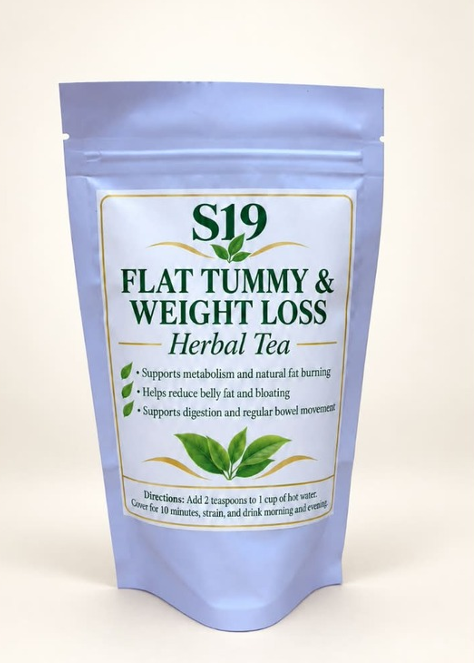 S19
FLAT TUMMY &
WEIGHT LOSS
Herbal Tea
• Supports metabolism and natural fat burning
• Helps reduce belly fat and bloating
• Supports digestion and regular bowel movement
Directions: Add 2 teaspoons to 1 cup of hot water.
Cover for 10 minutes, strain, and drink morning and evening.